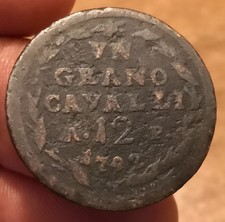 VN
GRANO
CAVALLI
A. 12 P.